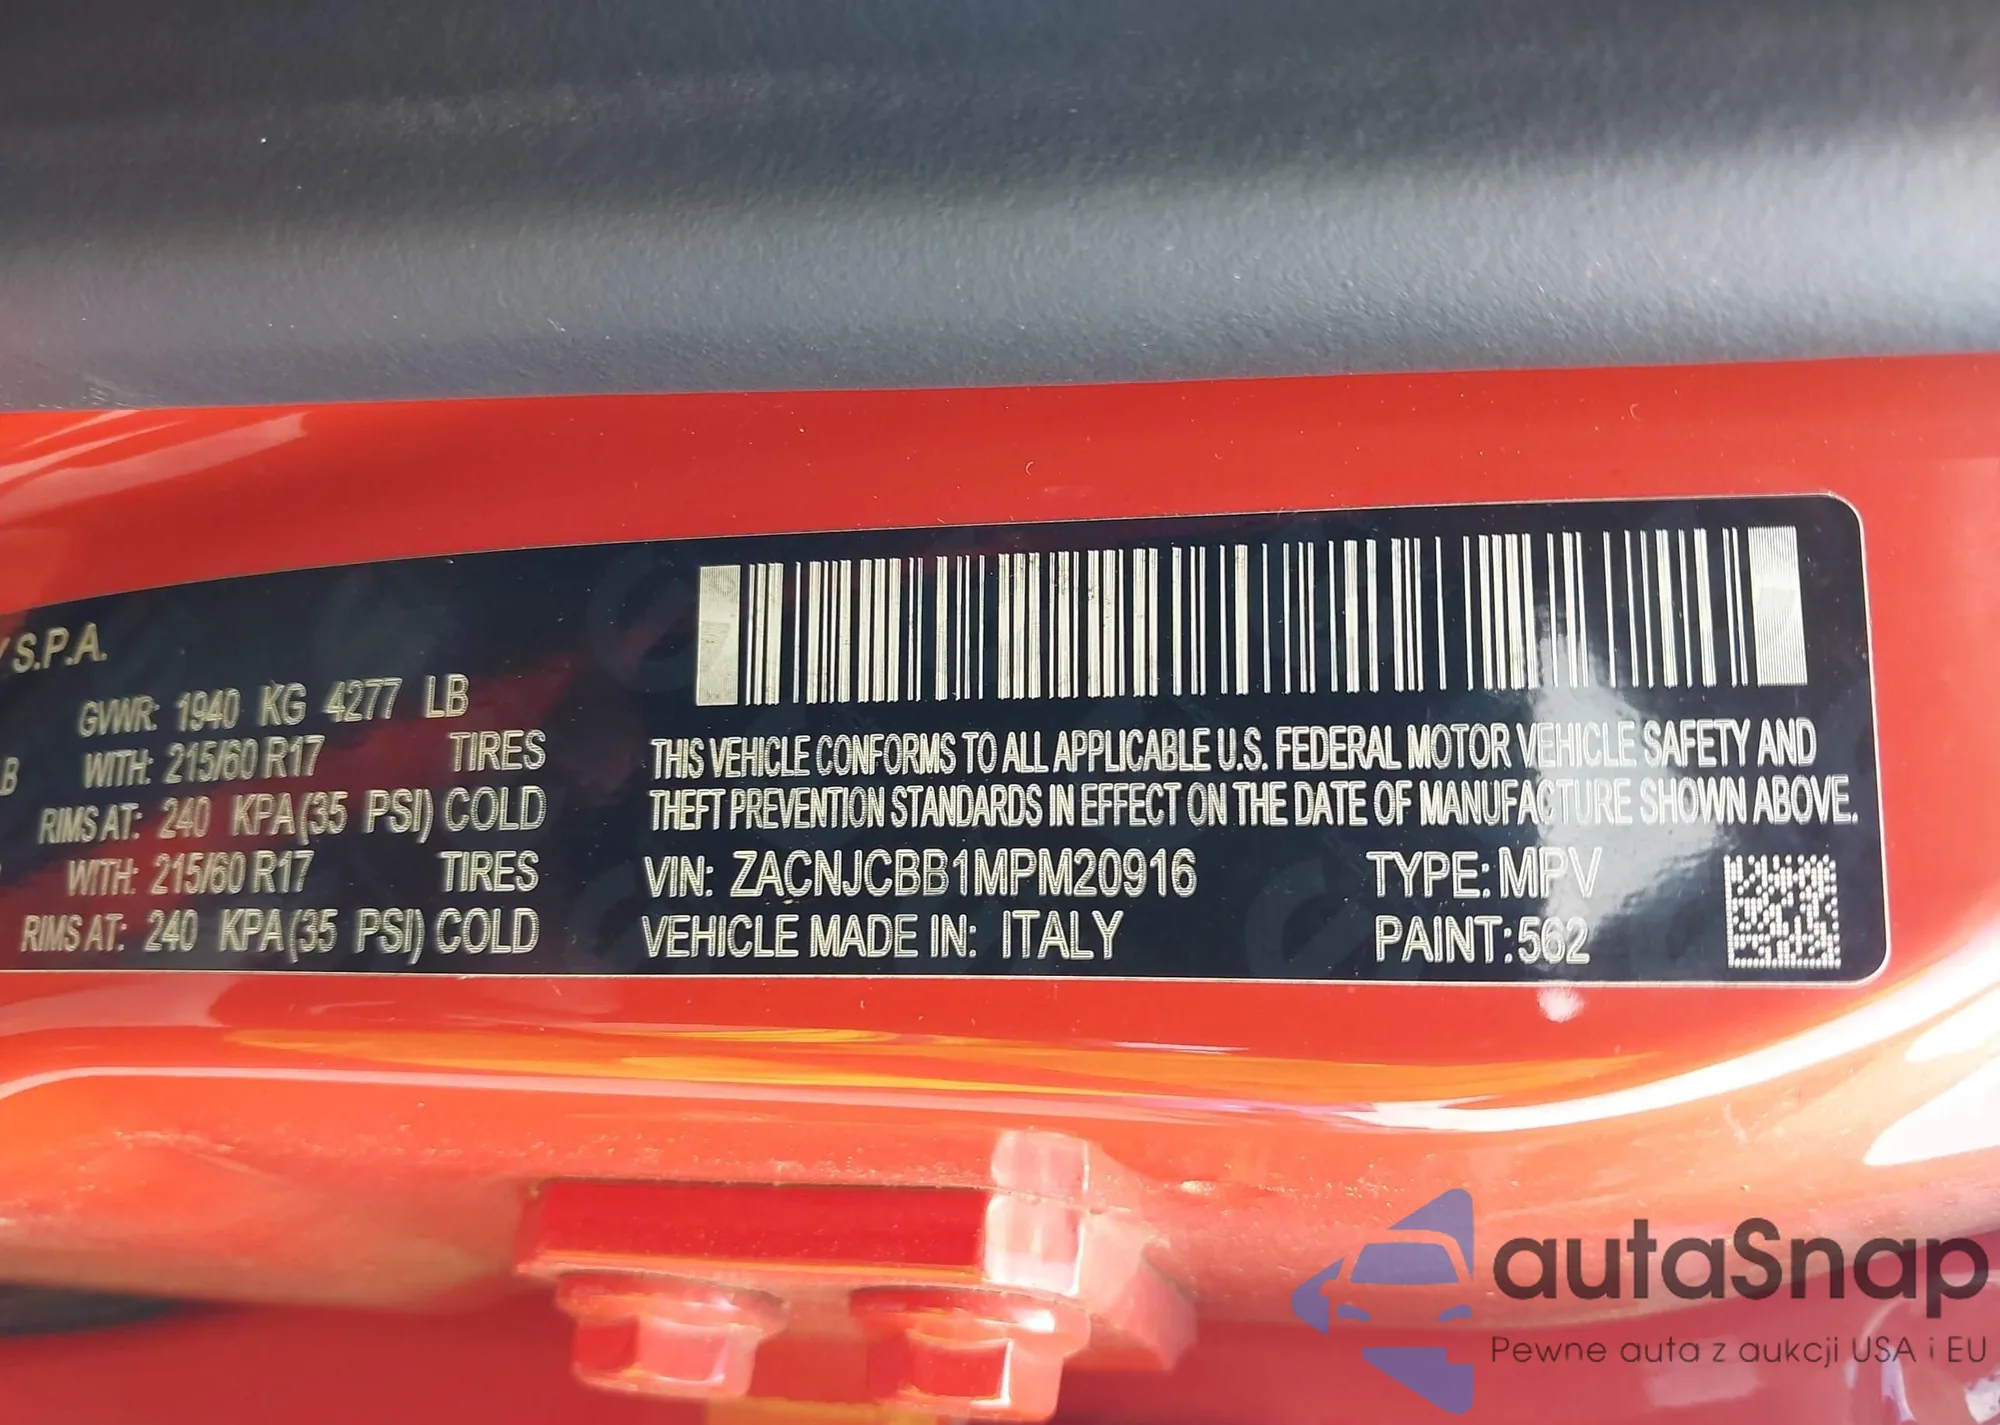 Y S.P.A.
GVWR: 1940 KG 4277 LB
LB WITH: 215/60 R17 TIRES
RIMS AT: 240 KPA (35 PSI) COLD
WITH: 215/60 R17 TIRES
RIMS AT: 240 KPA (35 PSI) COLD
THIS VEHICLE CONFORMS TO ALL APPLICABLE U.S. FEDERAL MOTOR VEHICLE SAFETY AND
THEFT PREVENTION STANDARDS IN EFFECT ON THE DATE OF MANUFACTURE SHOWN ABOVE.
VIN: ZACNJCBB1MPM20916 TYPE: MPV
VEHICLE MADE IN: ITALY PAINT: 562
autaSnap
Pewne auta z aukcji USA i EU